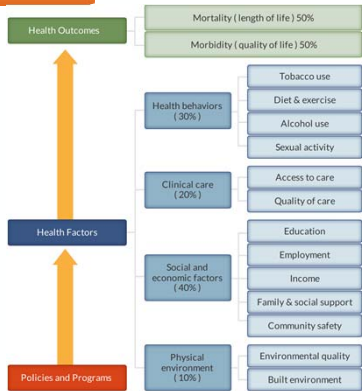 Health Outcomes
Mortality ( length of life ) 50%
Morbidity ( quality of life ) 50%
Health behaviors
( 30% )
Tobacco use
Diet & exercise
Alcohol use
Sexual activity
Clinical care
( 20% )
Access to care
Quality of care
Health Factors
Social and
economic factors
( 40% )
Education
Employment
Income
Family & social support
Community safety
Physical
environment
( 10% )
Environmental quality
Built environment
Policies and Programs